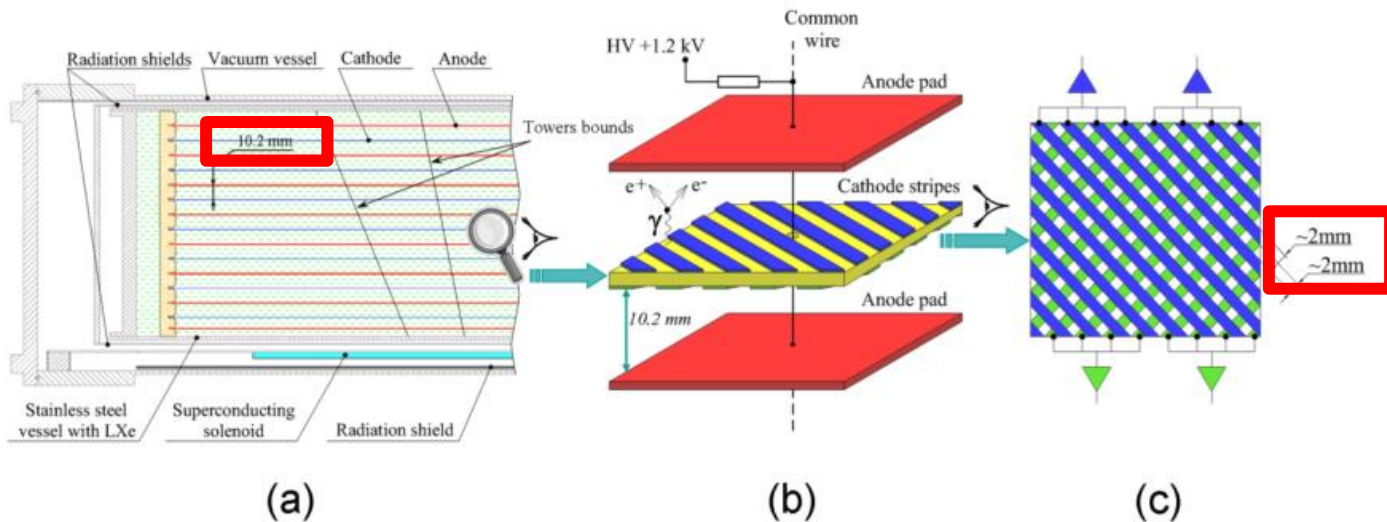 Radiation shields
Vacuum vessel
Cathode
Anode
10.2 mm
Towers bounds
Stainless steel
vessel with LXe
Superconducting
solenoid
Radiation shield
(a)
Common
wire
HV +1.2 kV
Anode pad
e+
e-
γ
Cathode stripes
Anode pad
10.2 mm
(b)
~2mm
~2mm
(c)